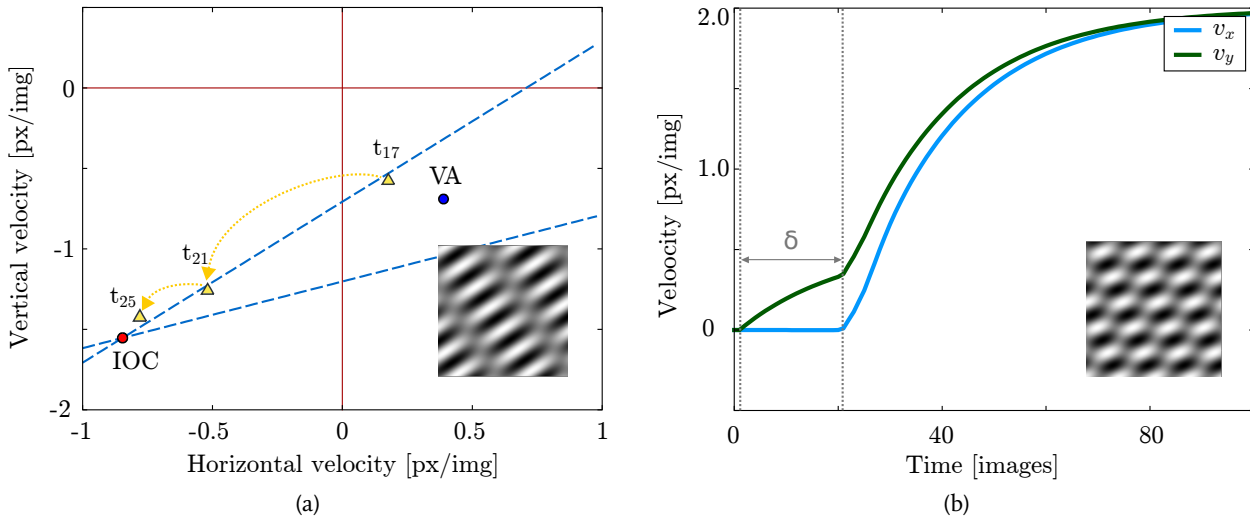 Vertical velocity [px/img]
0
-1
-2
t17
VA
t21
t25
IOC
-1
-0.5
0
0.5
1
Horizontal velocity [px/img]
(a)
Velocity [px/img]
2.0
1.0
0
vx
vy
δ
0
40
80
Time [images]
(b)